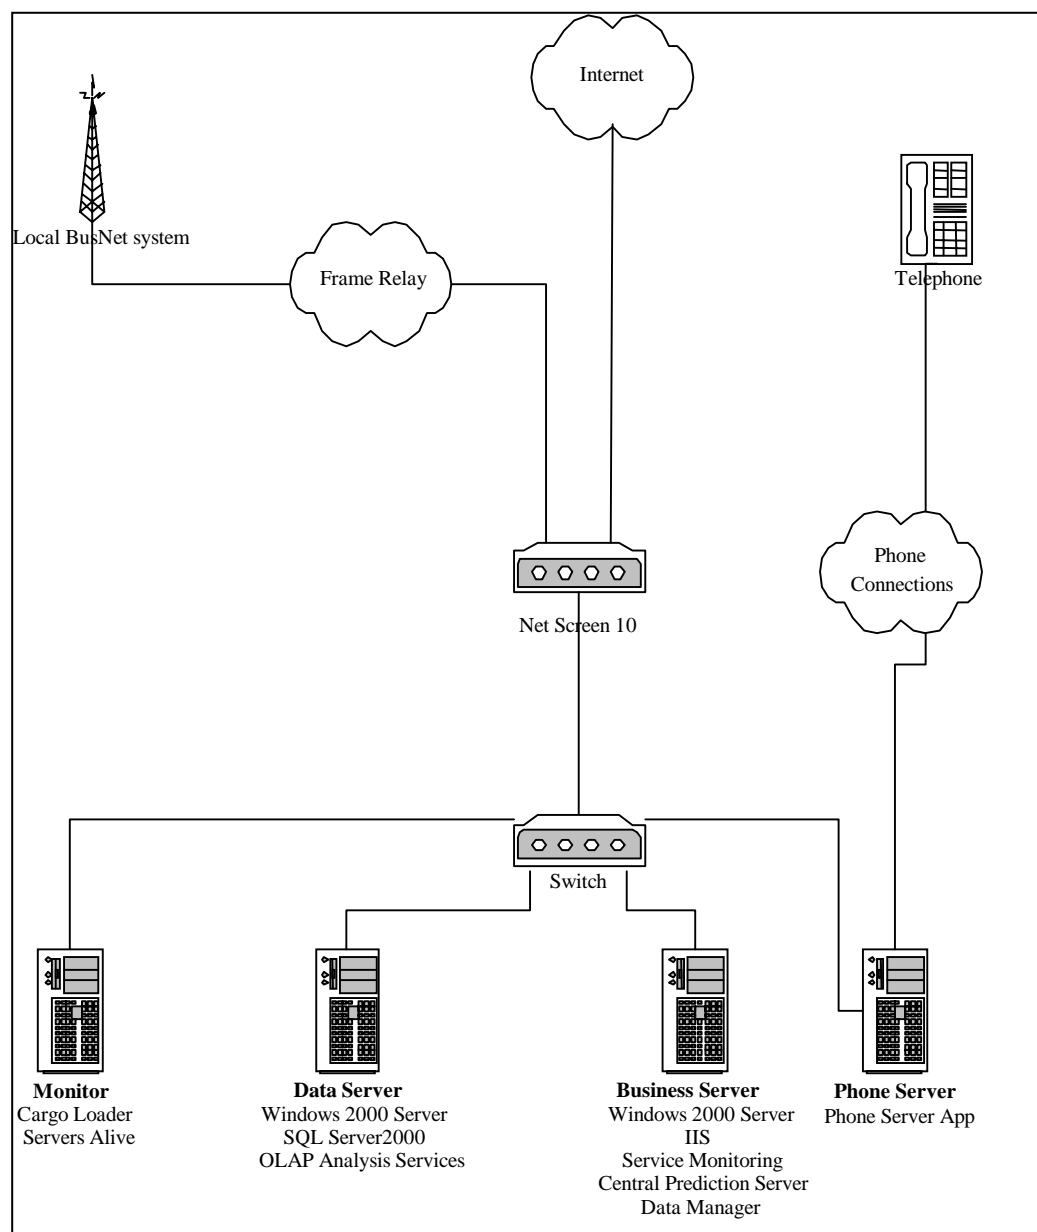 Internet
Local BusNet system
Frame Relay
Telephone
Phone
Connections
Net Screen 10
Switch
Monitor
Cargo Loader
Servers Alive
Data Server
Windows 2000 Server
SQL Server2000
OLAP Analysis Services
Business Server
Windows 2000 Server
IIS
Service Monitoring
Central Prediction Server
Data Manager
Phone Server
Phone Server App